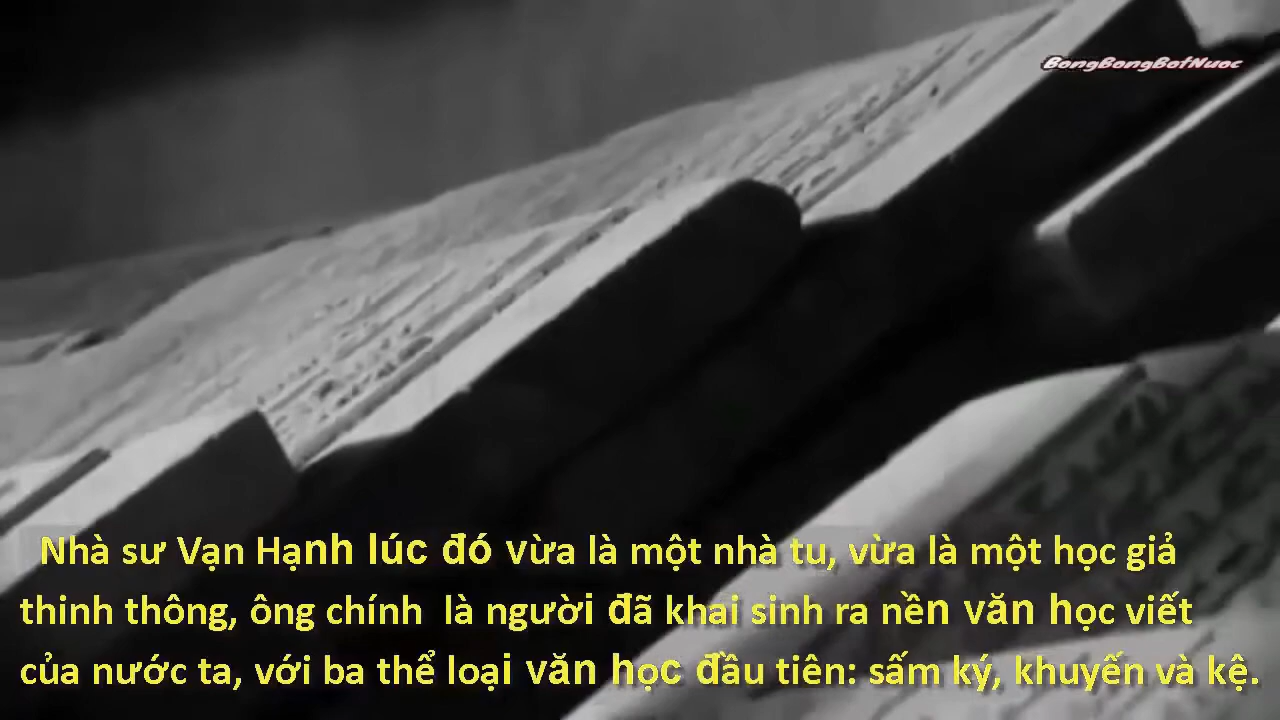 BongBongBotNuoc
Nhà sư Vạn Hạnh lúc đó vừa là một nhà tu, vừa là một học giả
thinh thông, ông chính là người đã khai sinh ra nền văn học viết
của nước ta, với ba thể loại văn học đầu tiên: sấm ký, khuyến và kệ.